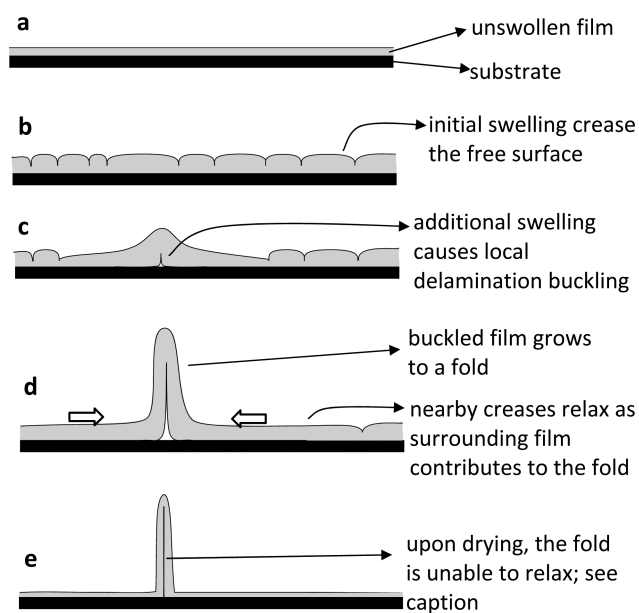 a
unswollen film
substrate
b
initial swelling crease
the free surface
c
additional swelling
causes local
delamination buckling
buckled film grows
to a fold
d
nearby creases relax as
surrounding film
contributes to the fold
e
upon drying, the fold
is unable to relax; see
caption